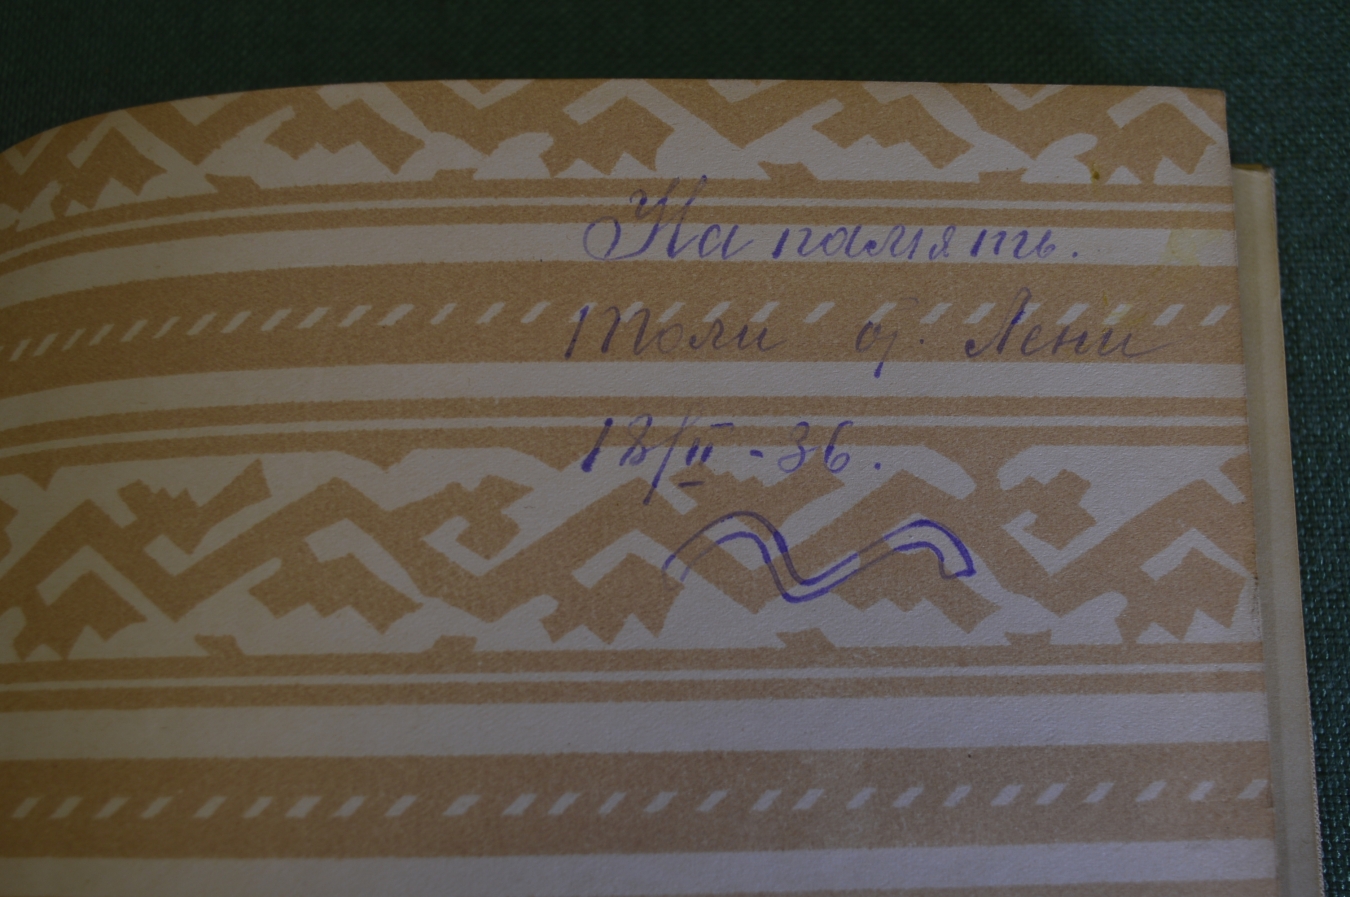 На память.
Толи от. Лени
18/II - 36.